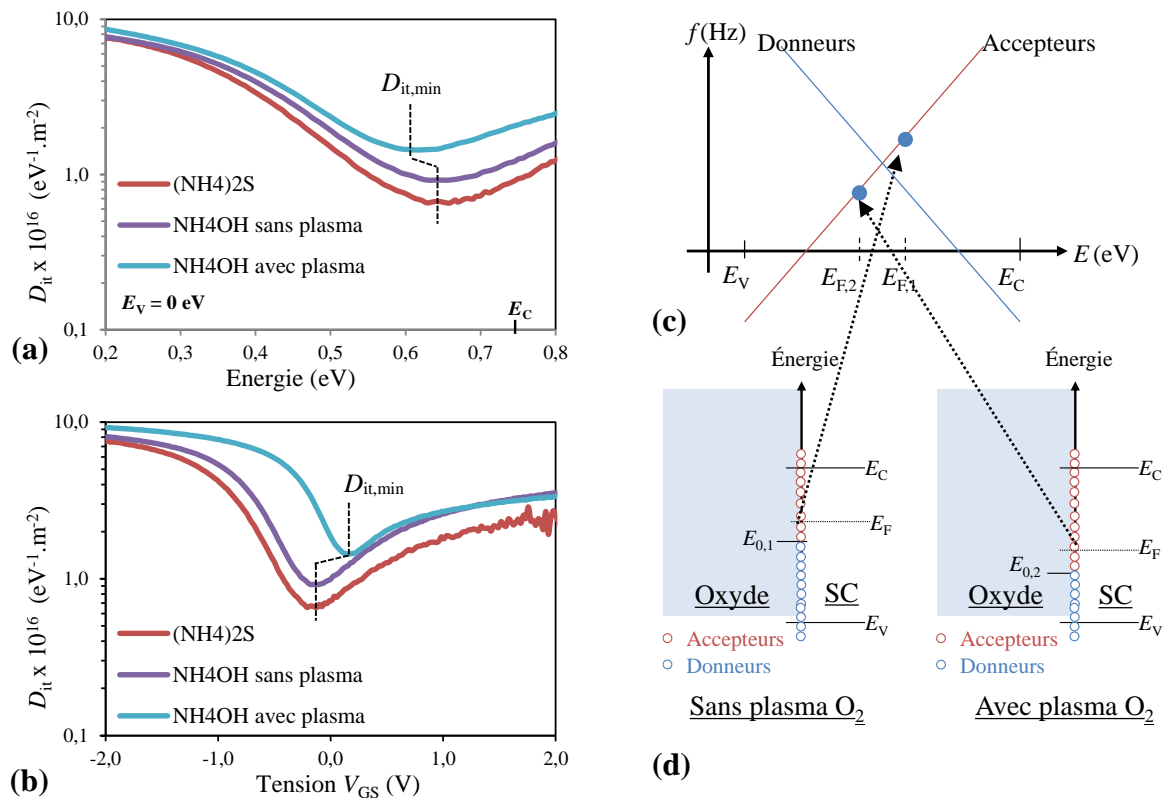 10,0
1,0
0,1
D_it x 10^16 (eV^-1.m^-2)
D_it,min
(NH4)2S
NH4OH sans plasma
NH4OH avec plasma
E_V = 0 eV
E_C
0,2 0,3 0,4 0,5 0,6 0,7 0,8
Energie (eV)
(a)
10,0
1,0
0,1
D_it x 10^16 (eV^-1.m^-2)
D_it,min
(NH4)2S
NH4OH sans plasma
NH4OH avec plasma
-2,0 -1,0 0,0 1,0 2,0
Tension V_GS (V)
(b)
f (Hz)
Donneurs
Accepteurs
E_V E_F,2 E_F,1 E_C
E (eV)
(c)
Énergie
E_C
E_F
E_0,1
Oxyde SC
E_V
Accepteurs
Donneurs
Sans plasma O_2
Énergie
E_C
E_F
E_0,2
Oxyde SC
E_V
Accepteurs
Donneurs
Avec plasma O_2
(d)